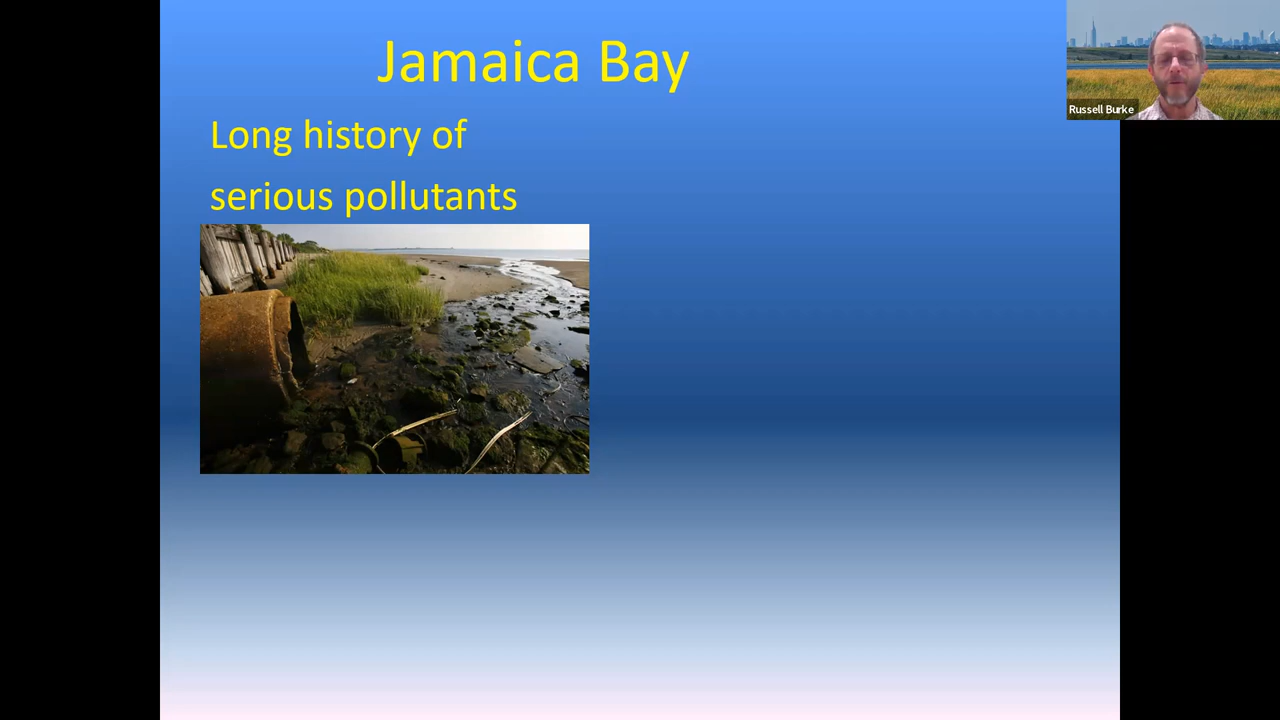 Jamaica Bay
Long history of
serious pollutants
Russell Burke